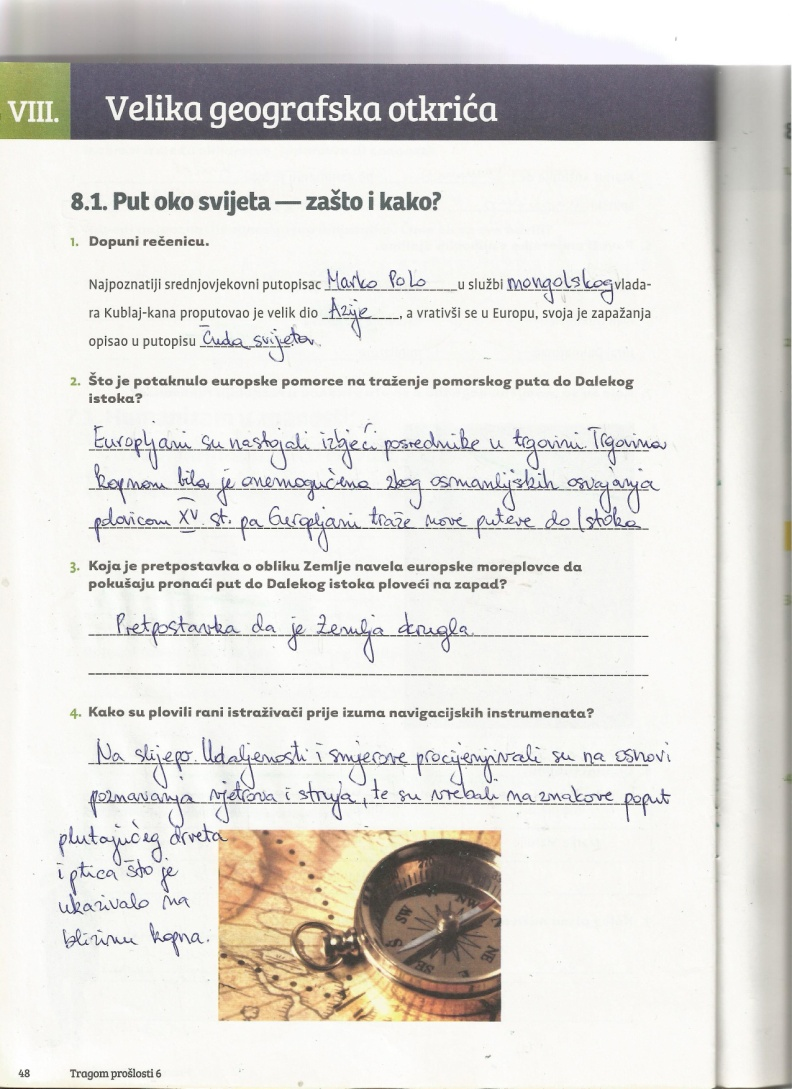 VIII. Velika geografska otkrića
8.1. Put oko svijeta — zašto i kako?
1. Dopuni rečenicu.
Najpoznatiji srednjovjekovni putopisac Marko Polo u službi mongolskog vlada-
ra Kublaj-kana proputovao je velik dio Azije, a vrativši se u Europu, svoja je zapažanja
opisao u putopisu Čuda svijeta.
2. Što je potaknulo europske pomorce na traženje pomorskog puta do Dalekog
istoka?
Europljani su nastojali izbjeći posrednike u trgovini. Trgovina
kopnom bila je onemogućena zbog osmanlijskih osvajanja
polovicom XV. st. pa Europljani traže nove puteve do Istoka
3. Koja je pretpostavka o obliku Zemlje navela europske moreplovce da
pokušaju pronaći put do Dalekog istoka ploveći na zapad?
Pretpostavka da je Zemlja okrugla.
4. Kako su plovili rani istraživači prije izuma navigacijskih instrumenata?
Na slijepo. Udaljenosti i smjerove procijenjivali su na osnovi
poznavanja vjetrova i struja, te su vrebali na znakove poput
plutajućeg drveta
i ptica što je
ukazivalo na
blizinu kopna.
SW
W
NW
S
SE
E
NE
48 Tragom prošlosti 6